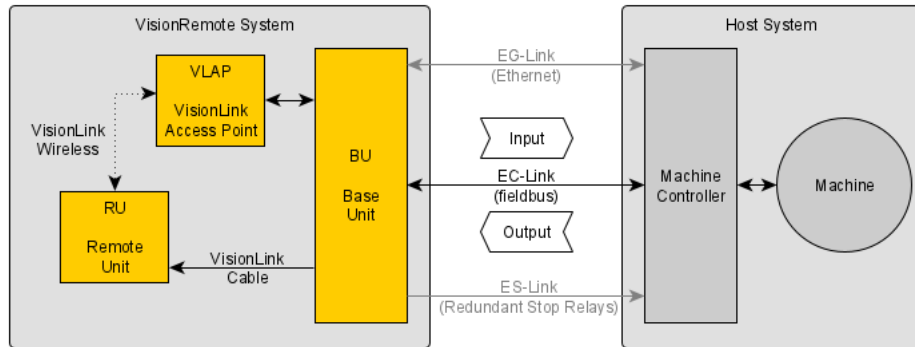 VisionRemote System
Host System
VLAP
VisionLink
Access Point
VisionLink
Wireless
RU
Remote
Unit
VisionLink
Cable
BU
Base
Unit
EG-Link
(Ethernet)
Input
EC-Link
(fieldbus)
Output
ES-Link
(Redundant Stop Relays)
Machine
Controller
Machine